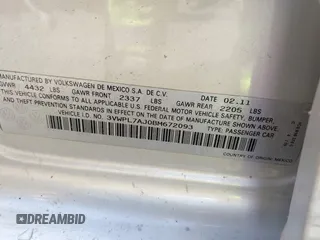 MANUFACTURED BY VOLKSWAGEN DE MEXICO S.A. DE C.V. 02.11
GVWR 4432 LBS GAWR FRONT 2337 LBS GAWR REAR 2205 LBS
THIS VEHICLE CONFORMS TO ALL APPLICABLE U.S. FEDERAL MOTOR VEHICLE SAFETY, BUMPER,
AND THEFT PREVENTION STANDARDS IN EFFECT ON THE DATE OF MANUFACTURE SHOWN ABOVE
VEHICLE I.D. NO. 3VWPL7AJ0BM672093 TYPE: PASSENGER CAR
COUNTRY OF ORIGIN: MEXICO
DREAMBID